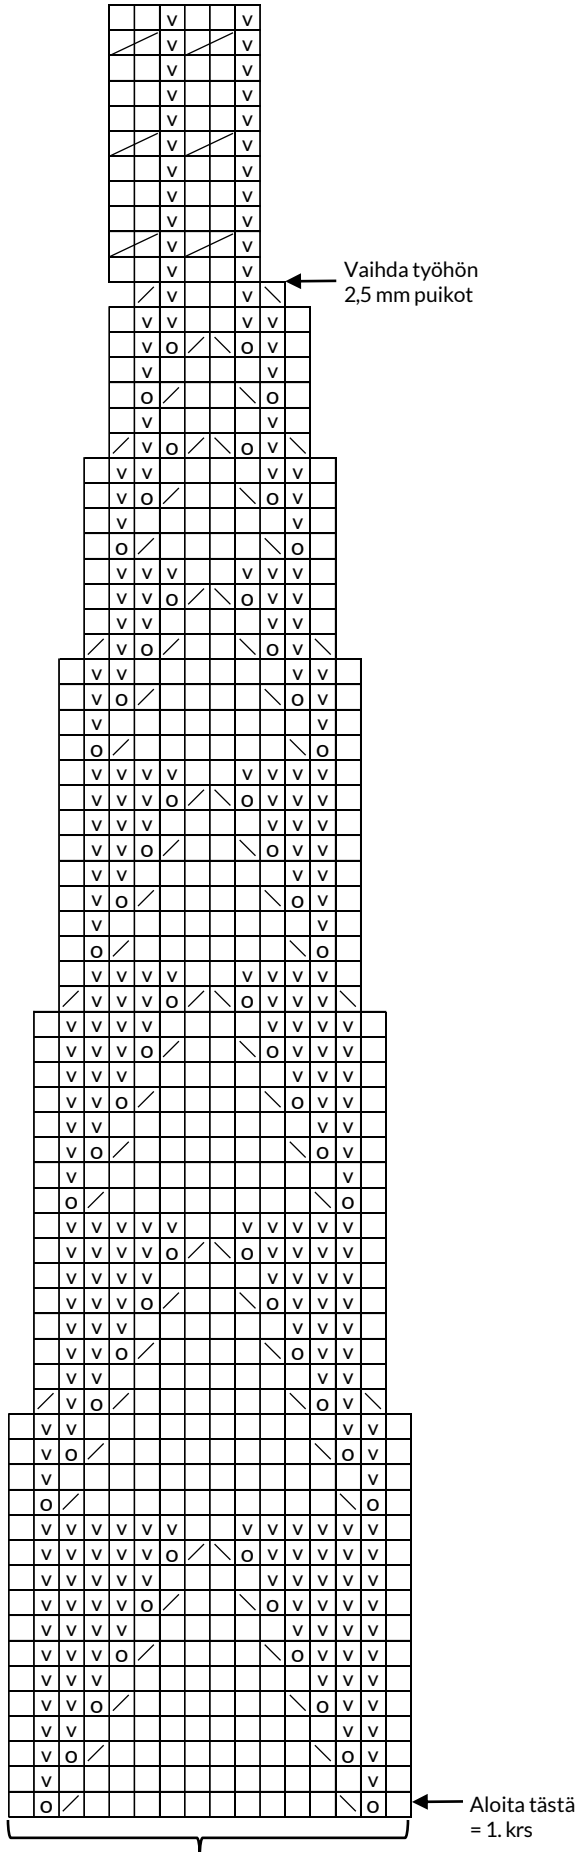 Vaihda työhön
2,5 mm puikot
Aloita tästä
= 1. krs